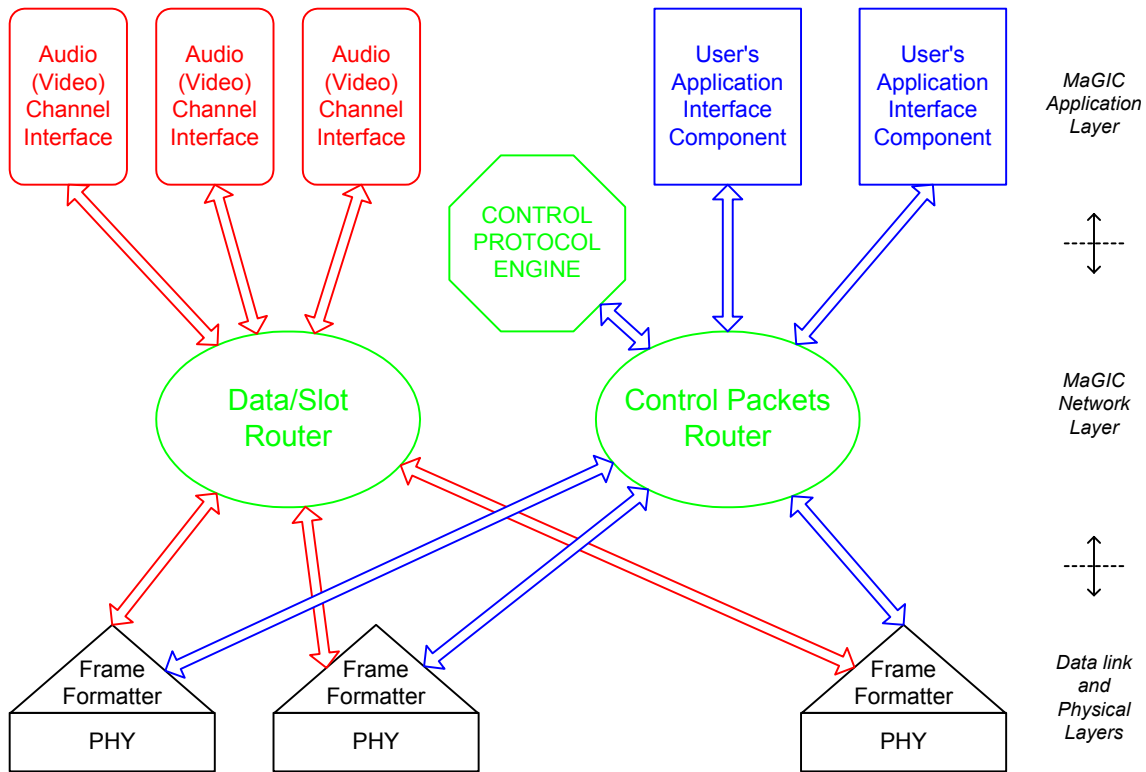 Audio
(Video)
Channel
Interface
Audio
(Video)
Channel
Interface
Audio
(Video)
Channel
Interface
User's
Application
Interface
Component
User's
Application
Interface
Component
MaGIC
Application
Layer
CONTROL
PROTOCOL
ENGINE
Data/Slot
Router
Control Packets
Router
MaGIC
Network
Layer
Frame
Formatter
PHY
Frame
Formatter
PHY
Frame
Formatter
PHY
Data link
and
Physical
Layers